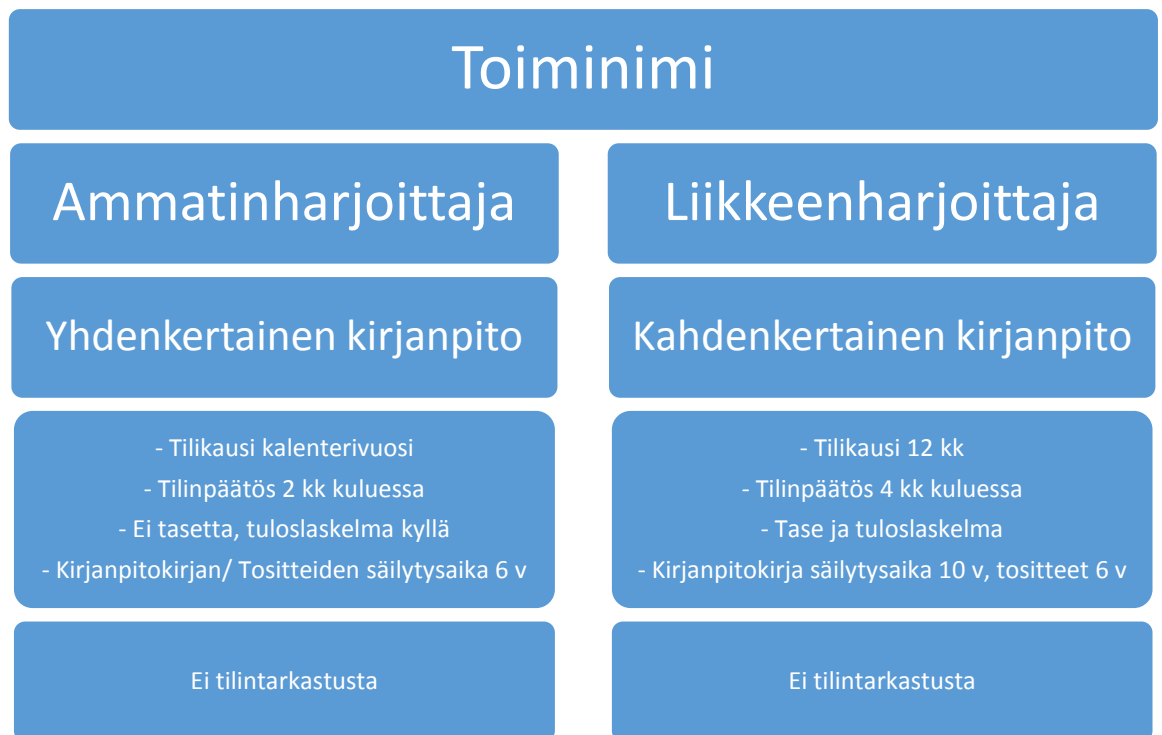 Toiminimi
Ammatinharjoittaja
Yhdenkertainen kirjanpito
- Tilikausi kalenterivuosi
- Tilinpäätös 2 kk kuluessa
- Ei tasetta, tuloslaskelma kyllä
- Kirjanpitokirjan/ Tositteiden säilytysaika 6 v
Ei tilintarkastusta
Liikkeenharjoittaja
Kahdenkertainen kirjanpito
- Tilikausi 12 kk
- Tilinpäätös 4 kk kuluessa
- Tase ja tuloslaskelma
- Kirjanpitokirja säilytysaika 10 v, tositteet 6 v
Ei tilintarkastusta